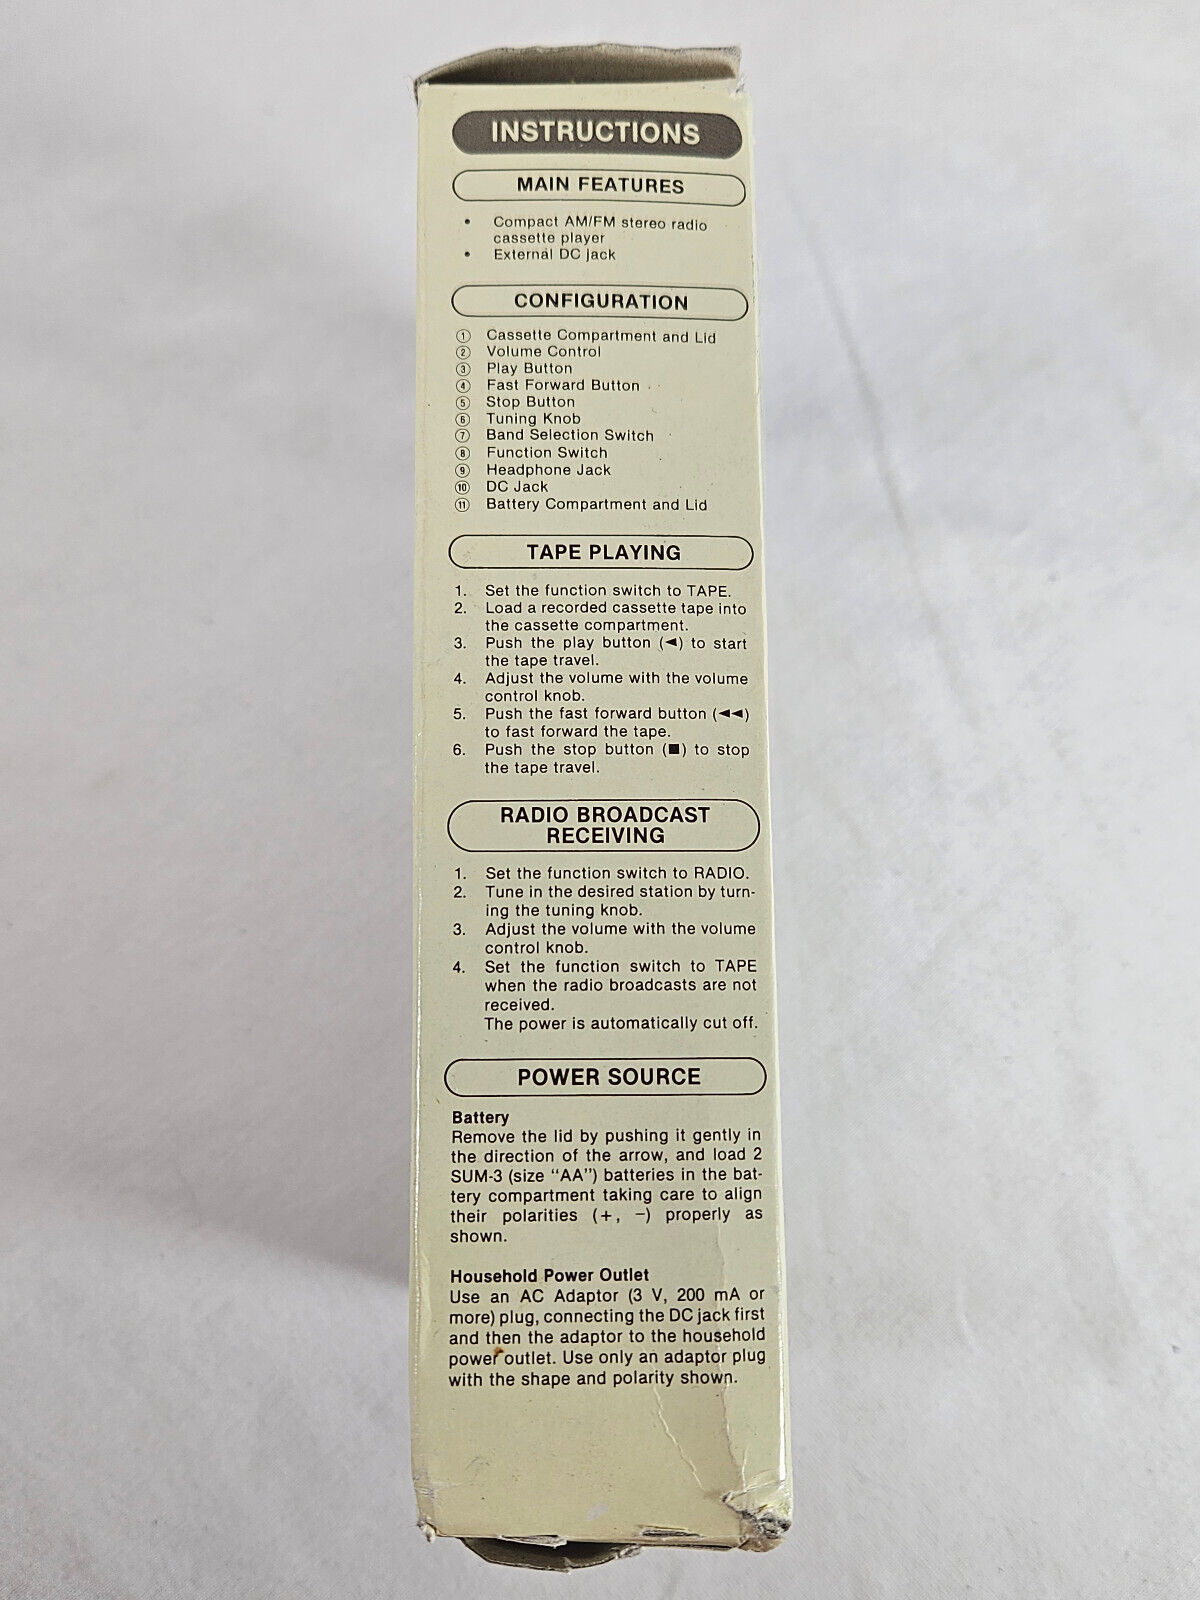 INSTRUCTIONS
MAIN FEATURES
• Compact AM/FM stereo radio
cassette player
• External DC jack
CONFIGURATION
① Cassette Compartment and Lid
② Volume Control
③ Play Button
④ Fast Forward Button
⑤ Stop Button
⑥ Tuning Knob
⑦ Band Selection Switch
⑧ Function Switch
⑨ Headphone Jack
⑩ DC Jack
⑪ Battery Compartment and Lid
TAPE PLAYING
1. Set the function switch to TAPE.
2. Load a recorded cassette tape into
the cassette compartment.
3. Push the play button (◄) to start
the tape travel.
4. Adjust the volume with the volume
control knob.
5. Push the fast forward button (◄◄)
to fast forward the tape.
6. Push the stop button (■) to stop
the tape travel.
RADIO BROADCAST
RECEIVING
1. Set the function switch to RADIO.
2. Tune in the desired station by turn-
ing the tuning knob.
3. Adjust the volume with the volume
control knob.
4. Set the function switch to TAPE
when the radio broadcasts are not
received.
The power is automatically cut off.
POWER SOURCE
Battery
Remove the lid by pushing it gently in
the direction of the arrow, and load 2
SUM-3 (size "AA") batteries in the bat-
tery compartment taking care to align
their polarities (+, −) properly as
shown.
Household Power Outlet
Use an AC Adaptor (3 V, 200 mA or
more) plug, connecting the DC jack first
and then the adaptor to the household
power outlet. Use only an adaptor plug
with the shape and polarity shown.